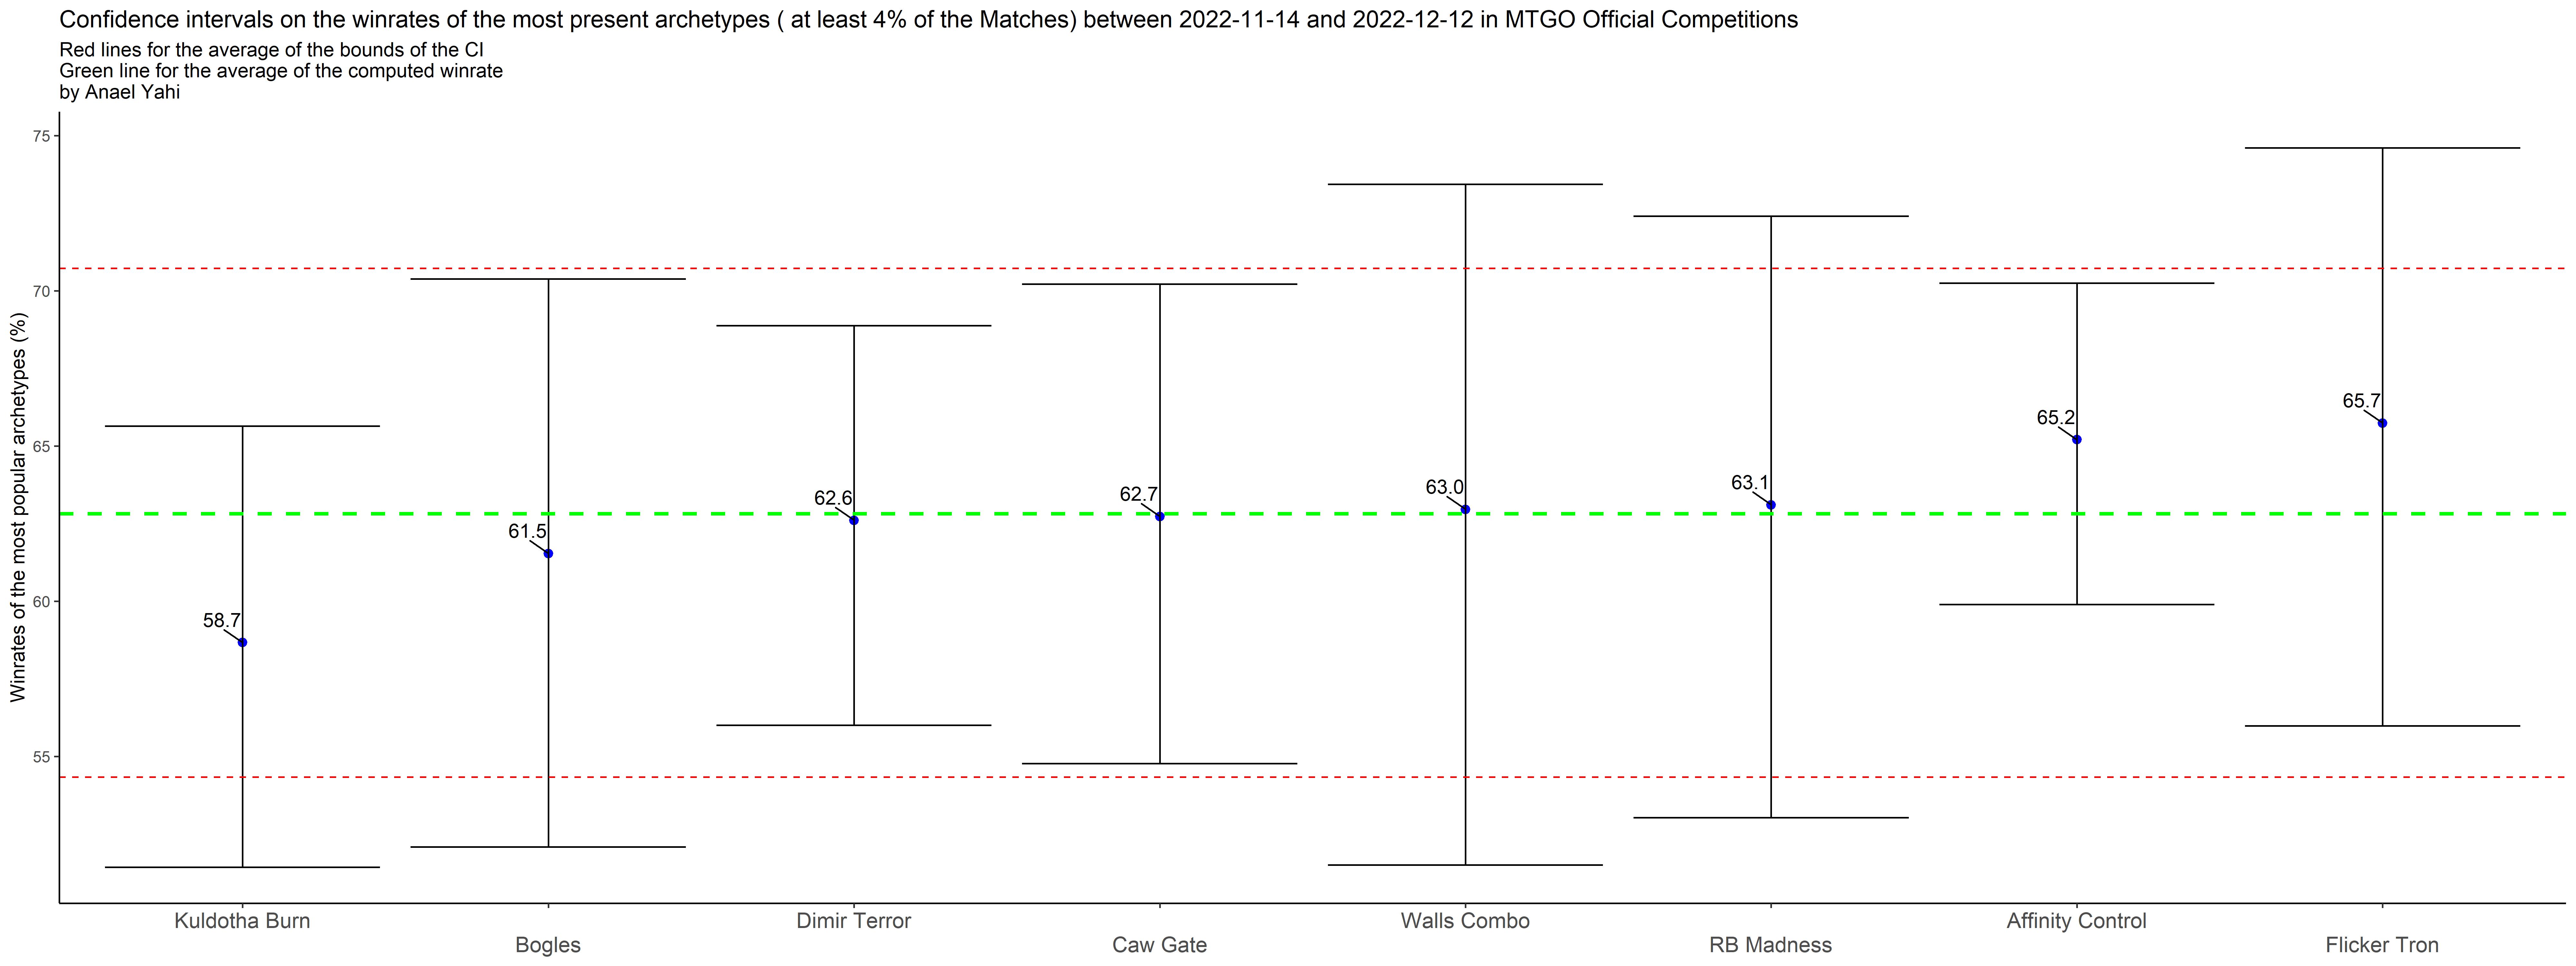 Confidence intervals on the winrates of the most present archetypes ( at least 4% of the Matches) between 2022-11-14 and 2022-12-12 in MTGO Official Competitions
Red lines for the average of the bounds of the CI
Green line for the average of the computed winrate
by Anael Yahi
Winrates of the most popular archetypes (%)
75
70
65
60
55
58.7
61.5
62.6
62.7
63.0
63.1
65.2
65.7
Kuldotha Burn
Bogles
Dimir Terror
Caw Gate
Walls Combo
RB Madness
Affinity Control
Flicker Tron